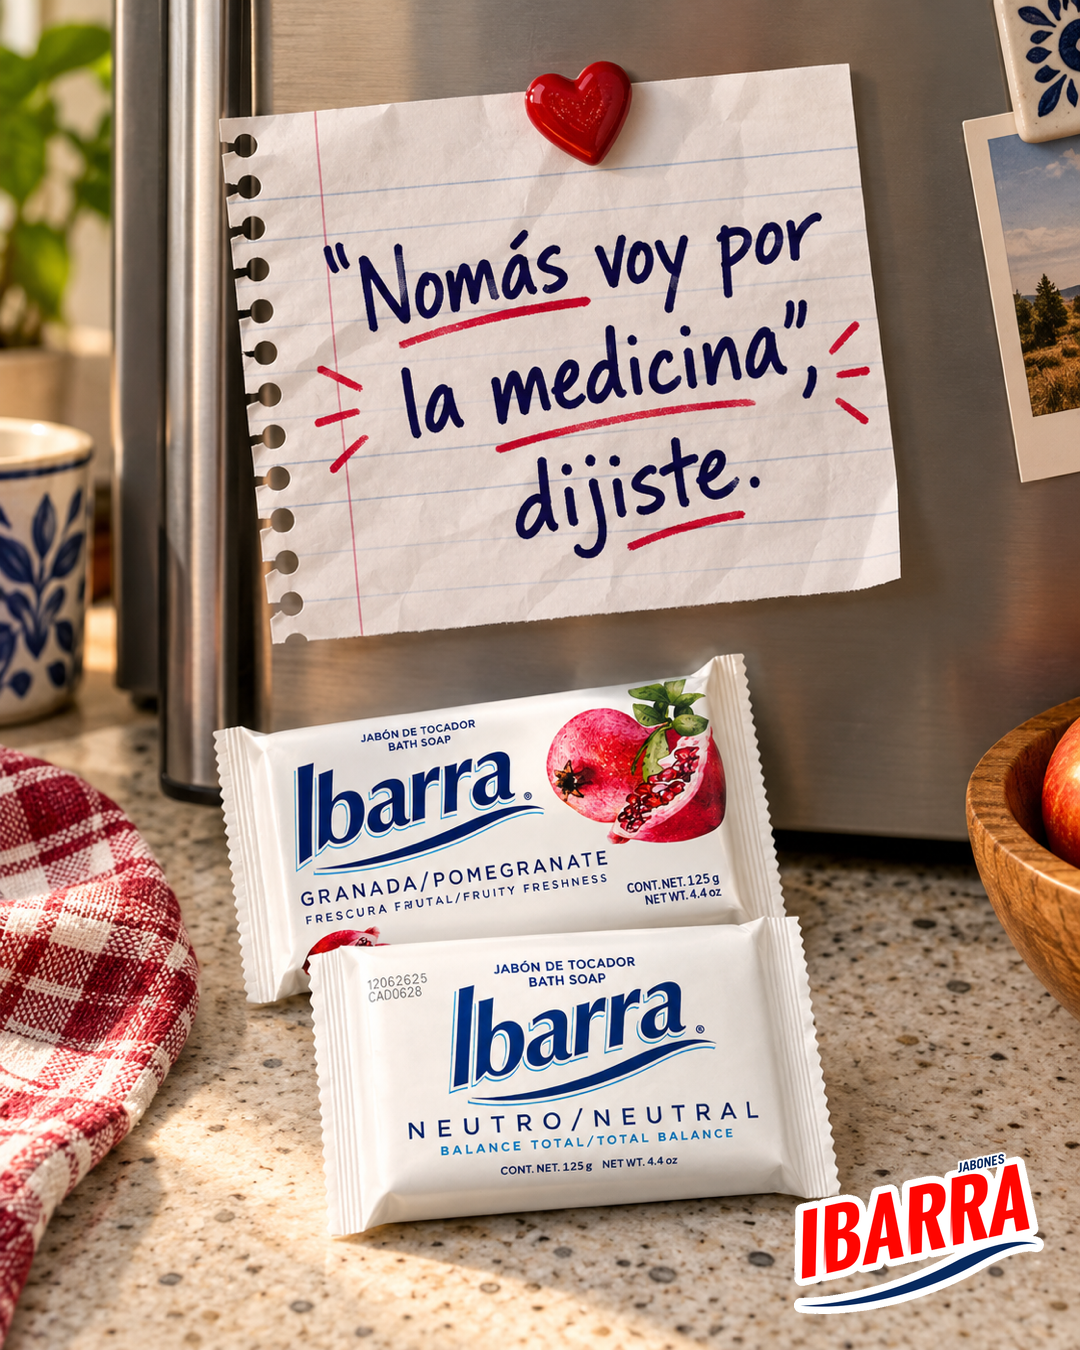 "Nomás voy por
la medicina",
dijiste.
JABÓN DE TOCADOR
BATH SOAP
Ibarra®
GRANADA/POMEGRANATE
FRESCURA FRUTAL/FRUITY FRESHNESS
CONT. NET. 125 g
NET WT. 4.4 oz
12062625
CAD0628
JABÓN DE TOCADOR
BATH SOAP
Ibarra®
NEUTRO/NEUTRAL
BALANCE TOTAL/TOTAL BALANCE
CONT. NET. 125 g NET WT. 4.4 oz
JABONES
IBARRA